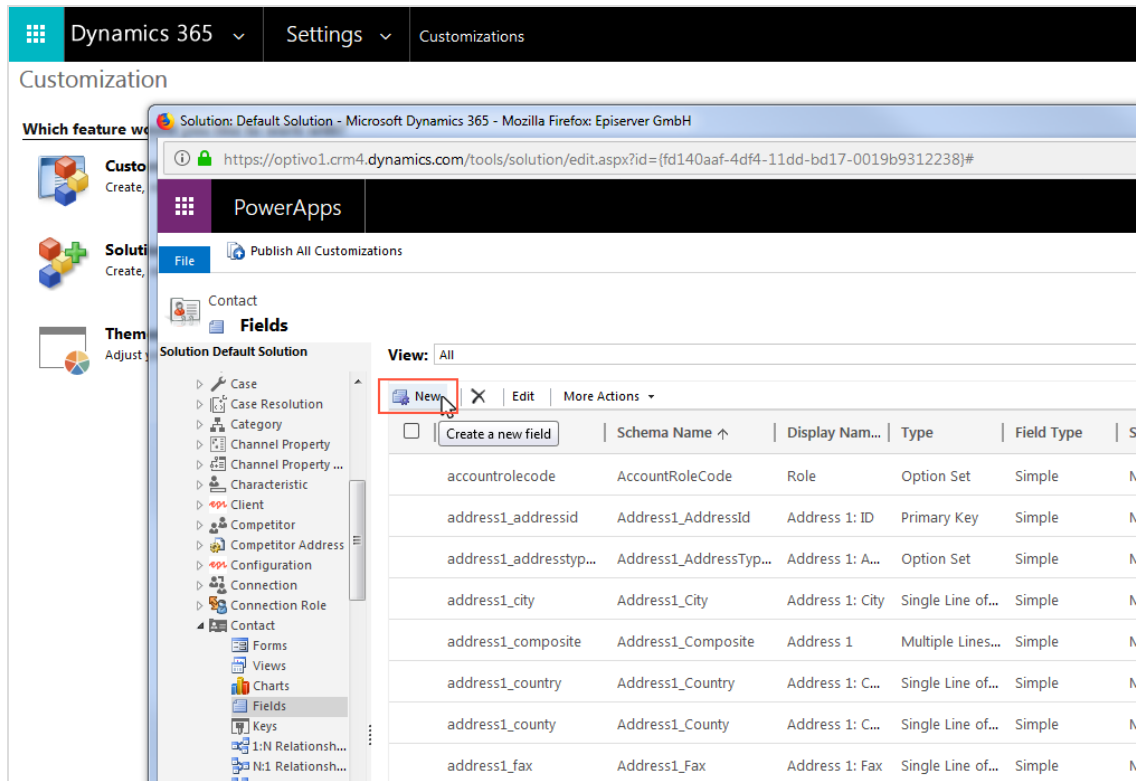 Dynamics 365 Settings Customizations
Customization
Which feature wo
Custo
Create,
Soluti
Create,
Them
Adjust y
Solution: Default Solution - Microsoft Dynamics 365 - Mozilla Firefox: Episerver GmbH
https://optivo1.crm4.dynamics.com/tools/solution/edit.aspx?id={fd140aaf-4df4-11dd-bd17-0019b9312238}#
PowerApps
File Publish All Customizations
Contact
Fields
Solution Default Solution
Case
Case Resolution
Category
Channel Property
Channel Property ...
Characteristic
Client
Competitor
Competitor Address
Configuration
Connection
Connection Role
Contact
Forms
Views
Charts
Fields
Keys
1:N Relationsh...
N:1 Relationsh...
View: All
New Edit More Actions
Create a new field
Schema Name Display Nam... Type Field Type S
accountrolecode AccountRoleCode Role Option Set Simple
address1_addressid Address1_AddressId Address 1: ID Primary Key Simple
address1_addresstyp... Address1_AddressTyp... Address 1: A... Option Set Simple
address1_city Address1_City Address 1: City Single Line of... Simple
address1_composite Address1_Composite Address 1 Multiple Lines... Simple
address1_country Address1_Country Address 1: C... Single Line of... Simple
address1_county Address1_County Address 1: C... Single Line of... Simple
address1_fax Address1_Fax Address 1: Fax Single Line of... Simple